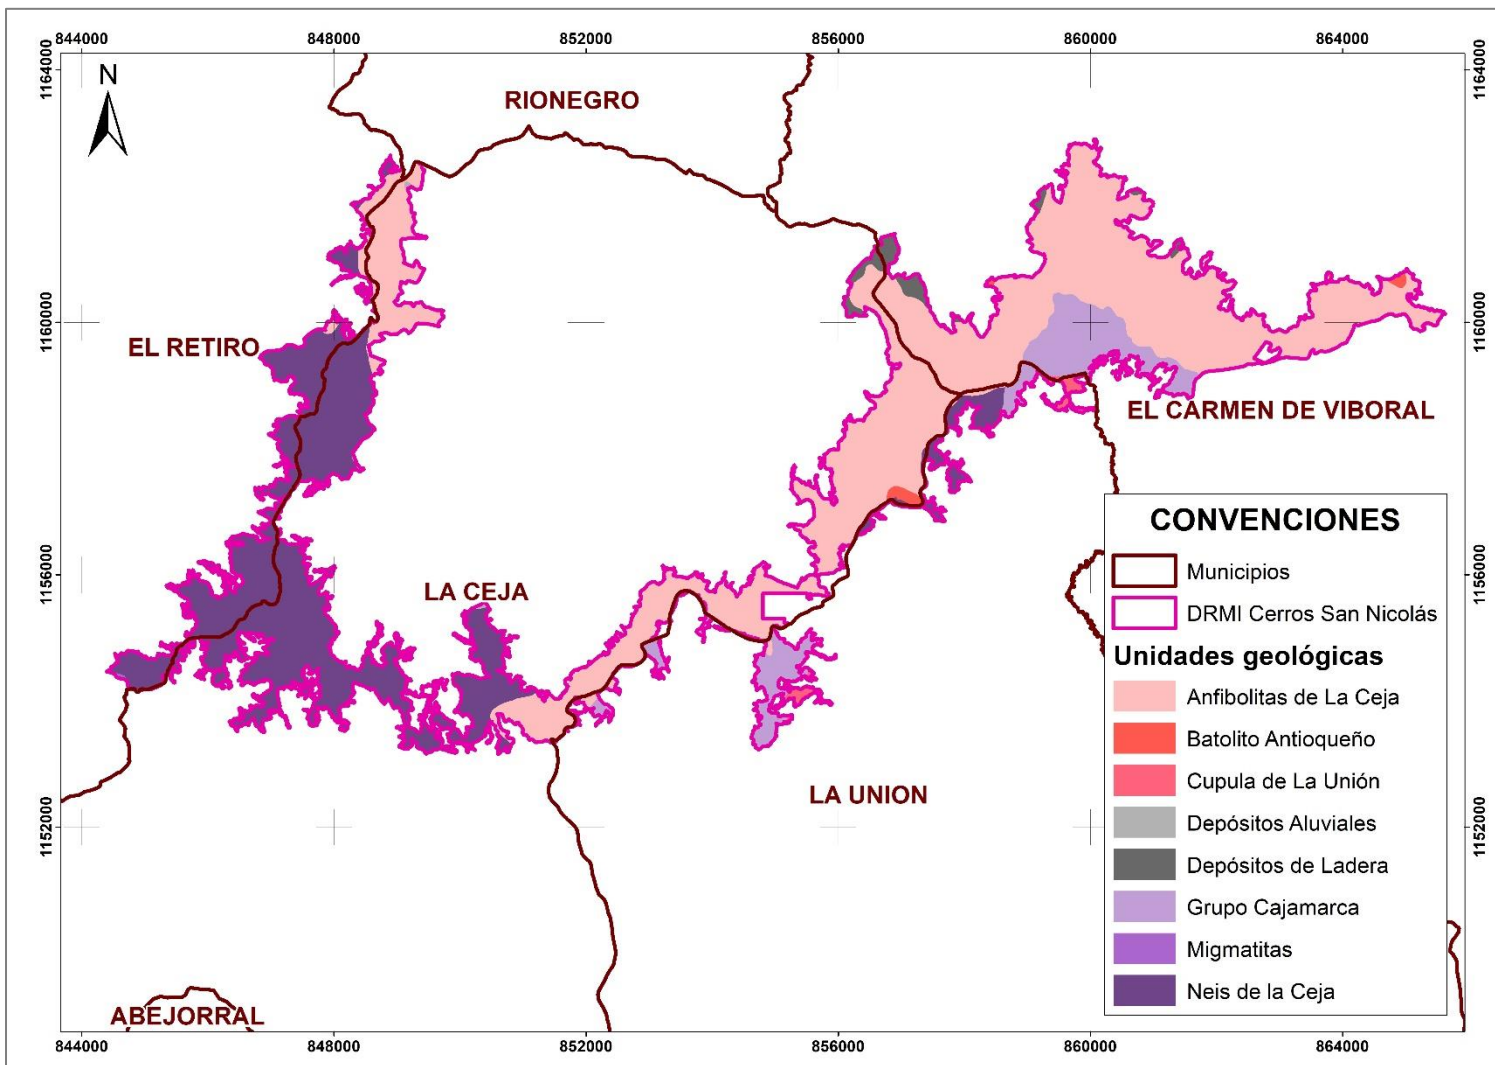 844000 848000 852000 856000 860000 864000
1164000 1164000
N
RIONEGRO
1160000 1160000
EL RETIRO
EL CARMEN DE VIBORAL
1156000 1156000
LA CEJA
LA UNION
1152000 1152000
ABEJORRAL
CONVENCIONES
Municipios
DRMI Cerros San Nicolás
Unidades geológicas
Anfibolitas de La Ceja
Batolito Antioqueño
Cupula de La Unión
Depósitos Aluviales
Depósitos de Ladera
Grupo Cajamarca
Migmatitas
Neis de la Ceja
844000 848000 852000 856000 860000 864000